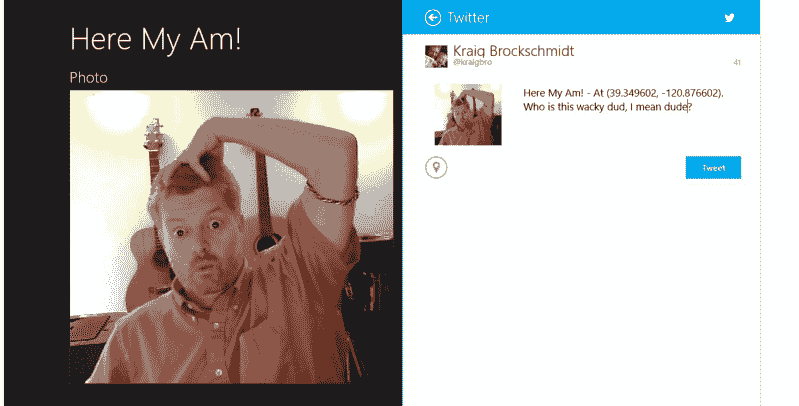 Here My Am!
Photo
Twitter
Kraig Brockschmidt
@kraigbro
41
Here My Am! - At (39.349602, -120.876602).
Who is this wacky dud, I mean dude?
Tweet